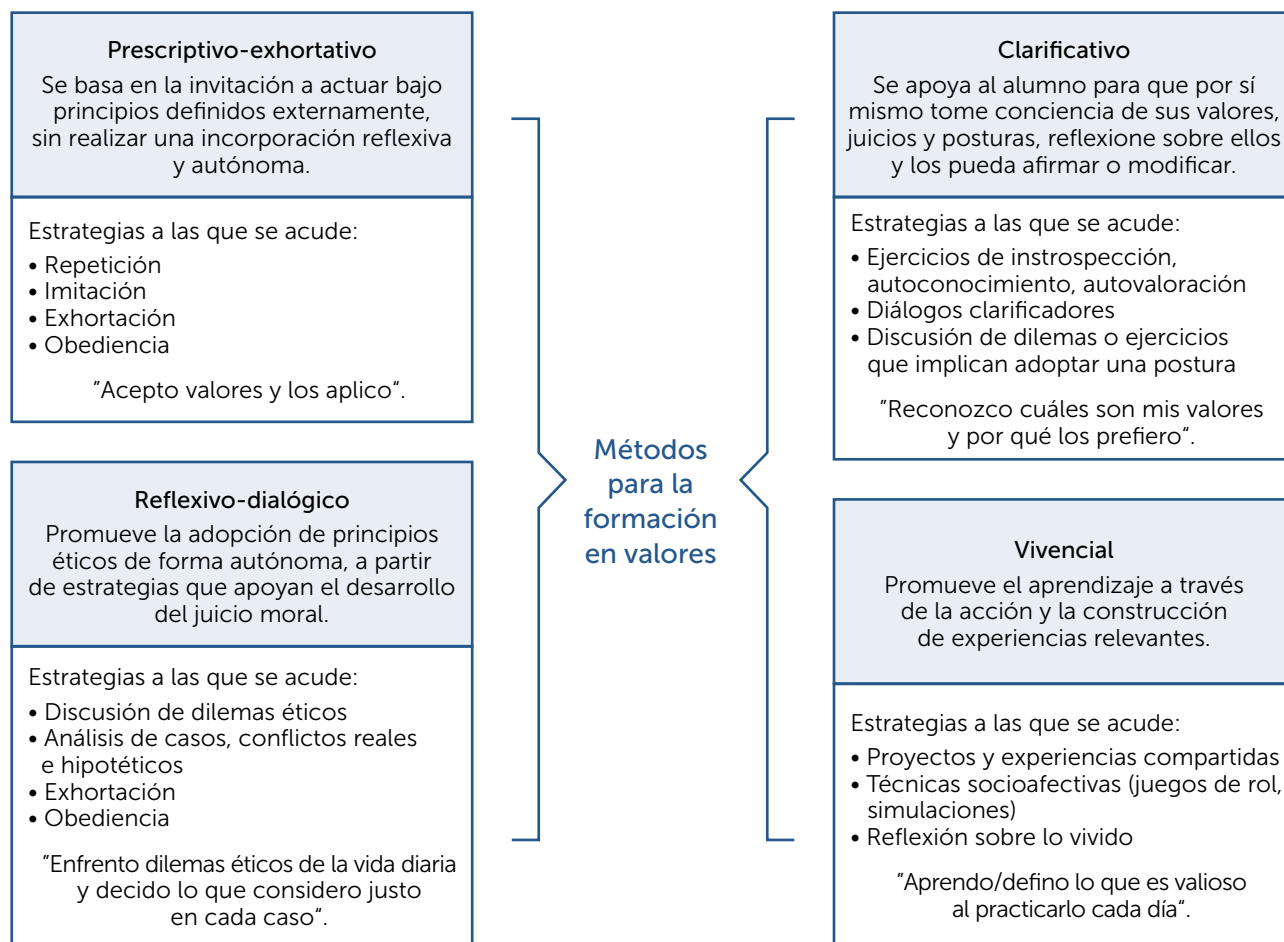 Prescriptivo-exhortativo
Se basa en la invitación a actuar bajo
principios definidos externamente,
sin realizar una incorporación reflexiva
y autónoma.
Estrategias a las que se acude:
• Repetición
• Imitación
• Exhortación
• Obediencia
"Acepto valores y los aplico“.
Reflexivo-dialógico
Promueve la adopción de principios
éticos de forma autónoma, a partir
de estrategias que apoyan el desarrollo
del juicio moral.
Estrategias a las que se acude:
• Discusión de dilemas éticos
• Análisis de casos, conflictos reales
e hipotéticos
• Exhortación
• Obediencia
"Enfrento dilemas éticos de la vida diaria
y decido lo que considero justo
en cada caso“.
Métodos
para la
formación
en valores
Clarificativo
Se apoya al alumno para que por sí
mismo tome conciencia de sus valores,
juicios y posturas, reflexione sobre ellos
y los pueda afirmar o modificar.
Estrategias a las que se acude:
• Ejercicios de instrospección,
autoconocimiento, autovaloración
• Diálogos clarificadores
• Discusión de dilemas o ejercicios
que implican adoptar una postura
"Reconozco cuáles son mis valores
y por qué los prefiero“.
Vivencial
Promueve el aprendizaje a través
de la acción y la construcción
de experiencias relevantes.
Estrategias a las que se acude:
• Proyectos y experiencias compartidas
• Técnicas socioafectivas (juegos de rol,
simulaciones)
• Reflexión sobre lo vivido
"Aprendo/defino lo que es valioso
al practicarlo cada día“.